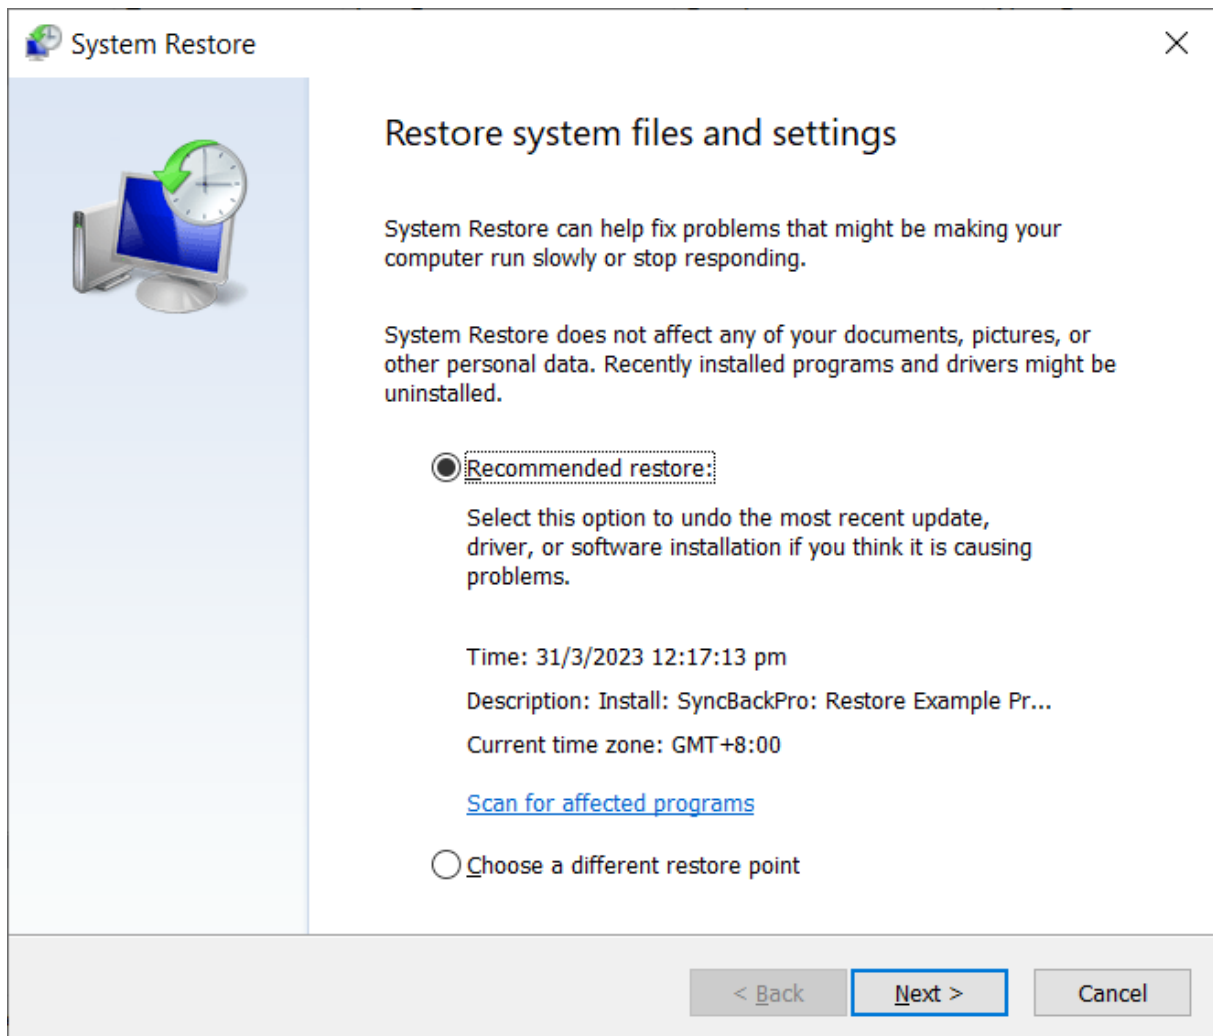 System Restore
Restore system files and settings
System Restore can help fix problems that might be making your
computer run slowly or stop responding.
System Restore does not affect any of your documents, pictures, or
other personal data. Recently installed programs and drivers might be
uninstalled.
Recommended restore:
Select this option to undo the most recent update,
driver, or software installation if you think it is causing
problems.
Time: 31/3/2023 12:17:13 pm
Description: Install: SyncBackPro: Restore Example Pr...
Current time zone: GMT+8:00
Scan for affected programs
Choose a different restore point
< Back Next > Cancel